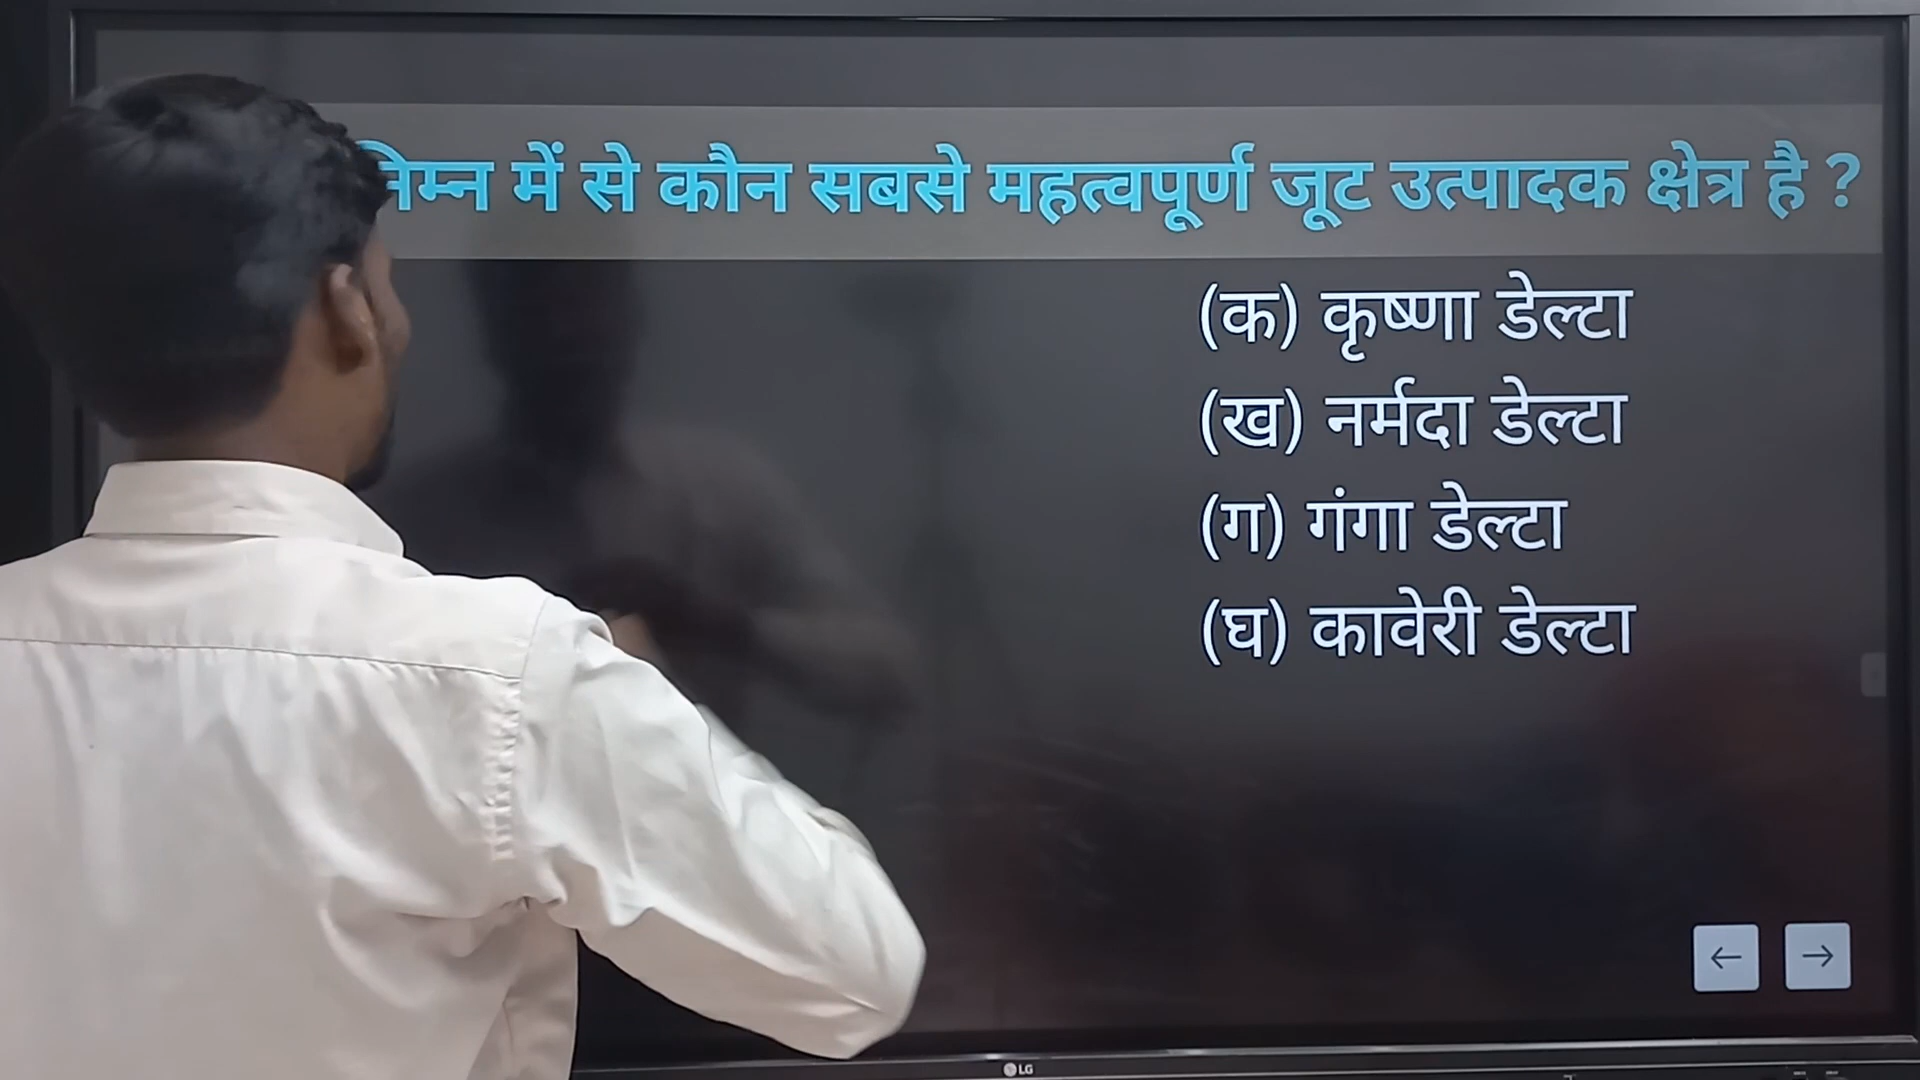 निम्न में से कौन सबसे महत्वपूर्ण जूट उत्पादक क्षेत्र है ?
(क) कृष्णा डेल्टा
(ख) नर्मदा डेल्टा
(ग) गंगा डेल्टा
(घ) कावेरी डेल्टा
LG